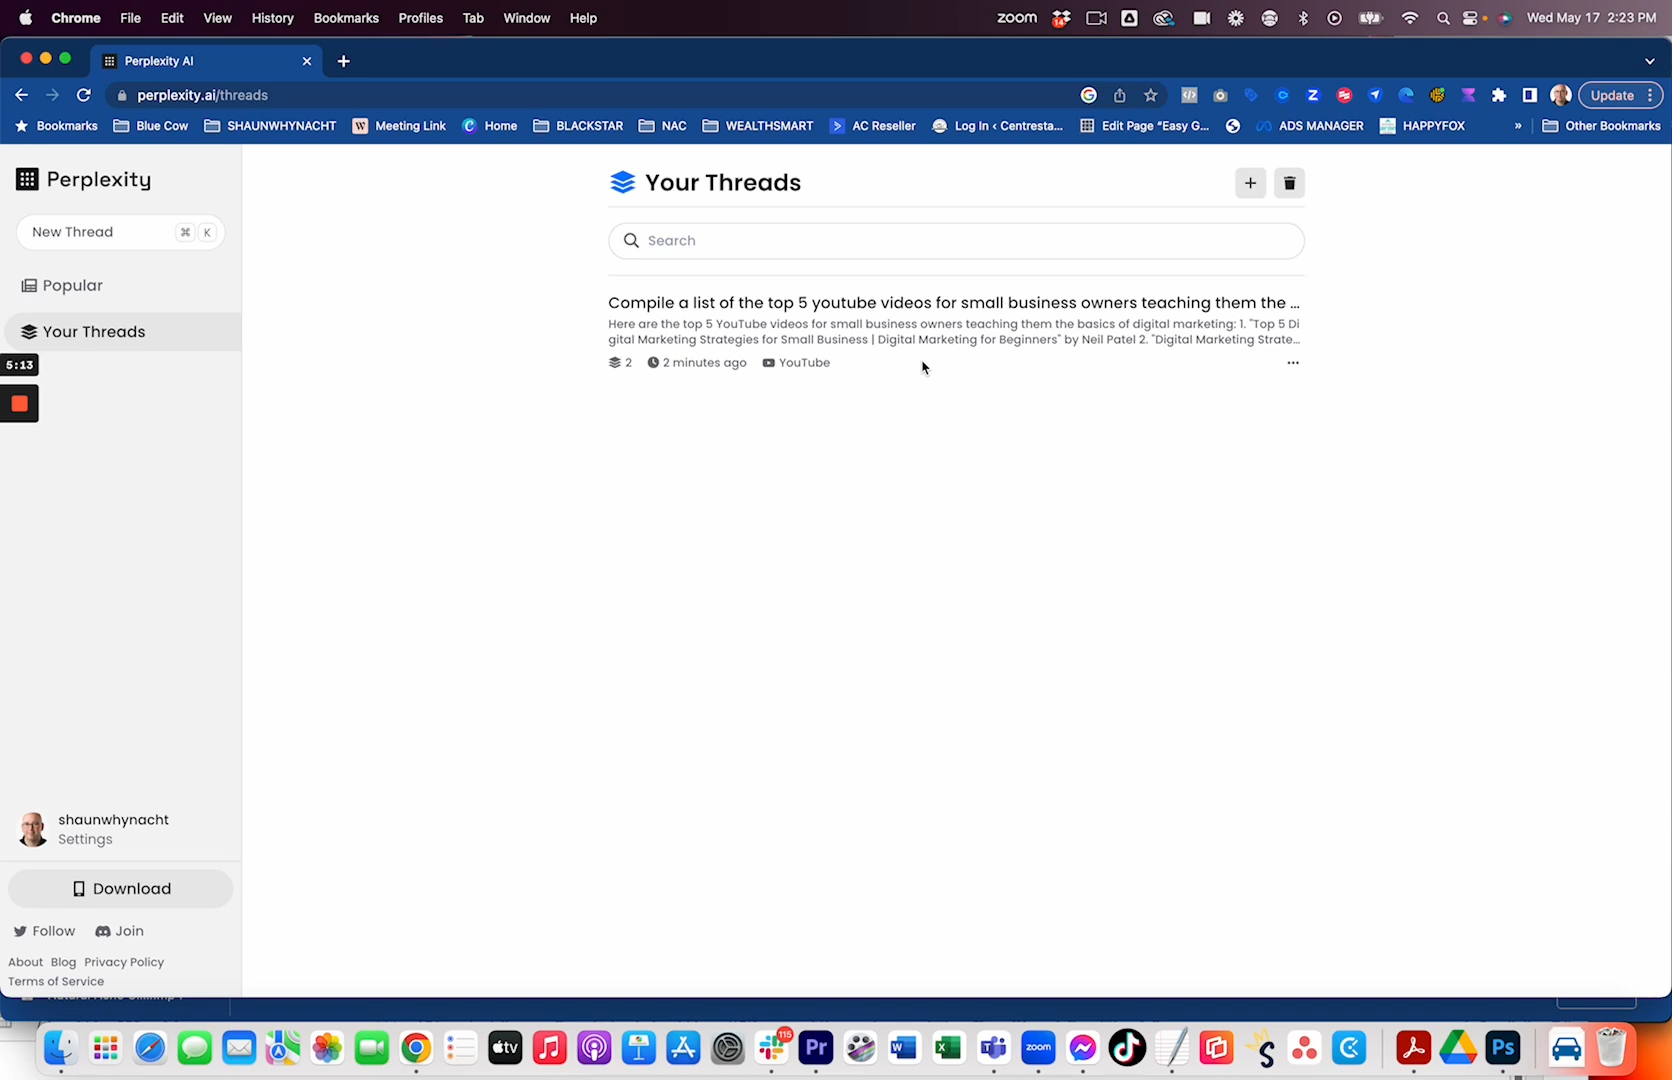 Chrome File Edit View History Bookmarks Profiles Tab Window Help
zoom 14 Wed May 17 2:23 PM
Perplexity AI
perplexity.ai/threads
Update
Bookmarks Blue Cow SHAUNWHYNACHT Meeting Link Home BLACKSTAR NAC WEALTHSMART AC Reseller Log In ‹ Centresta... Edit Page "Easy G... ADS MANAGER HAPPYFOX » Other Bookmarks
Perplexity
New Thread ⌘ K
Popular
Your Threads
5:13
Your Threads
Search
Compile a list of the top 5 youtube videos for small business owners teaching them the ...
Here are the top 5 YouTube videos for small business owners teaching them the basics of digital marketing: 1. "Top 5 Di
gital Marketing Strategies for Small Business | Digital Marketing for Beginners" by Neil Patel 2. "Digital Marketing Strate...
2 2 minutes ago YouTube
shaunwhynacht
Settings
Download
Follow Join
About Blog Privacy Policy
Terms of Service
tv 115 Pr W X zoom Ps